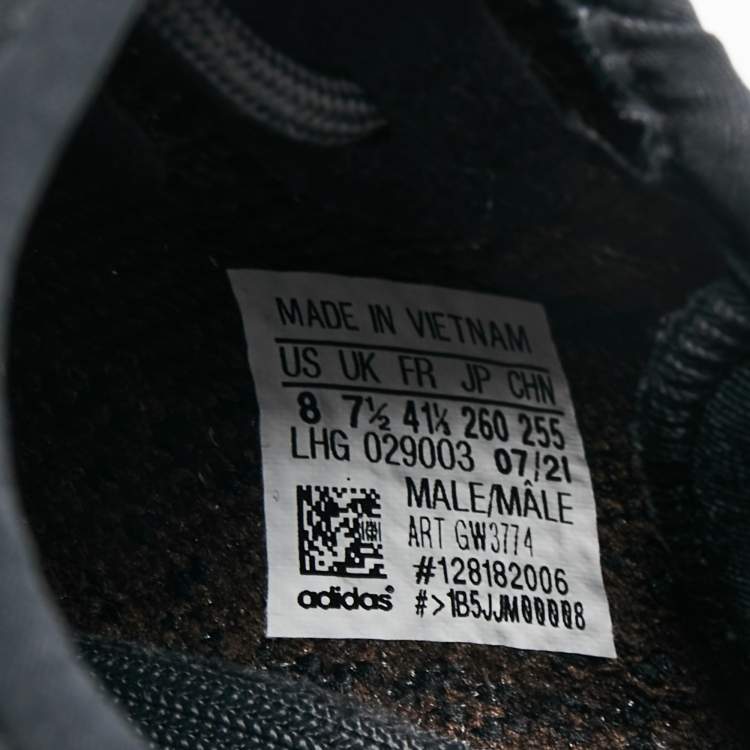 MADE IN VIETNAM
US UK FR JP CHN
8 7½ 41⅓ 260 255
LHG 029003 07/21
MALE/MÂLE
ART GW3774
#128182006
adidas®
#>1B5JJM00008